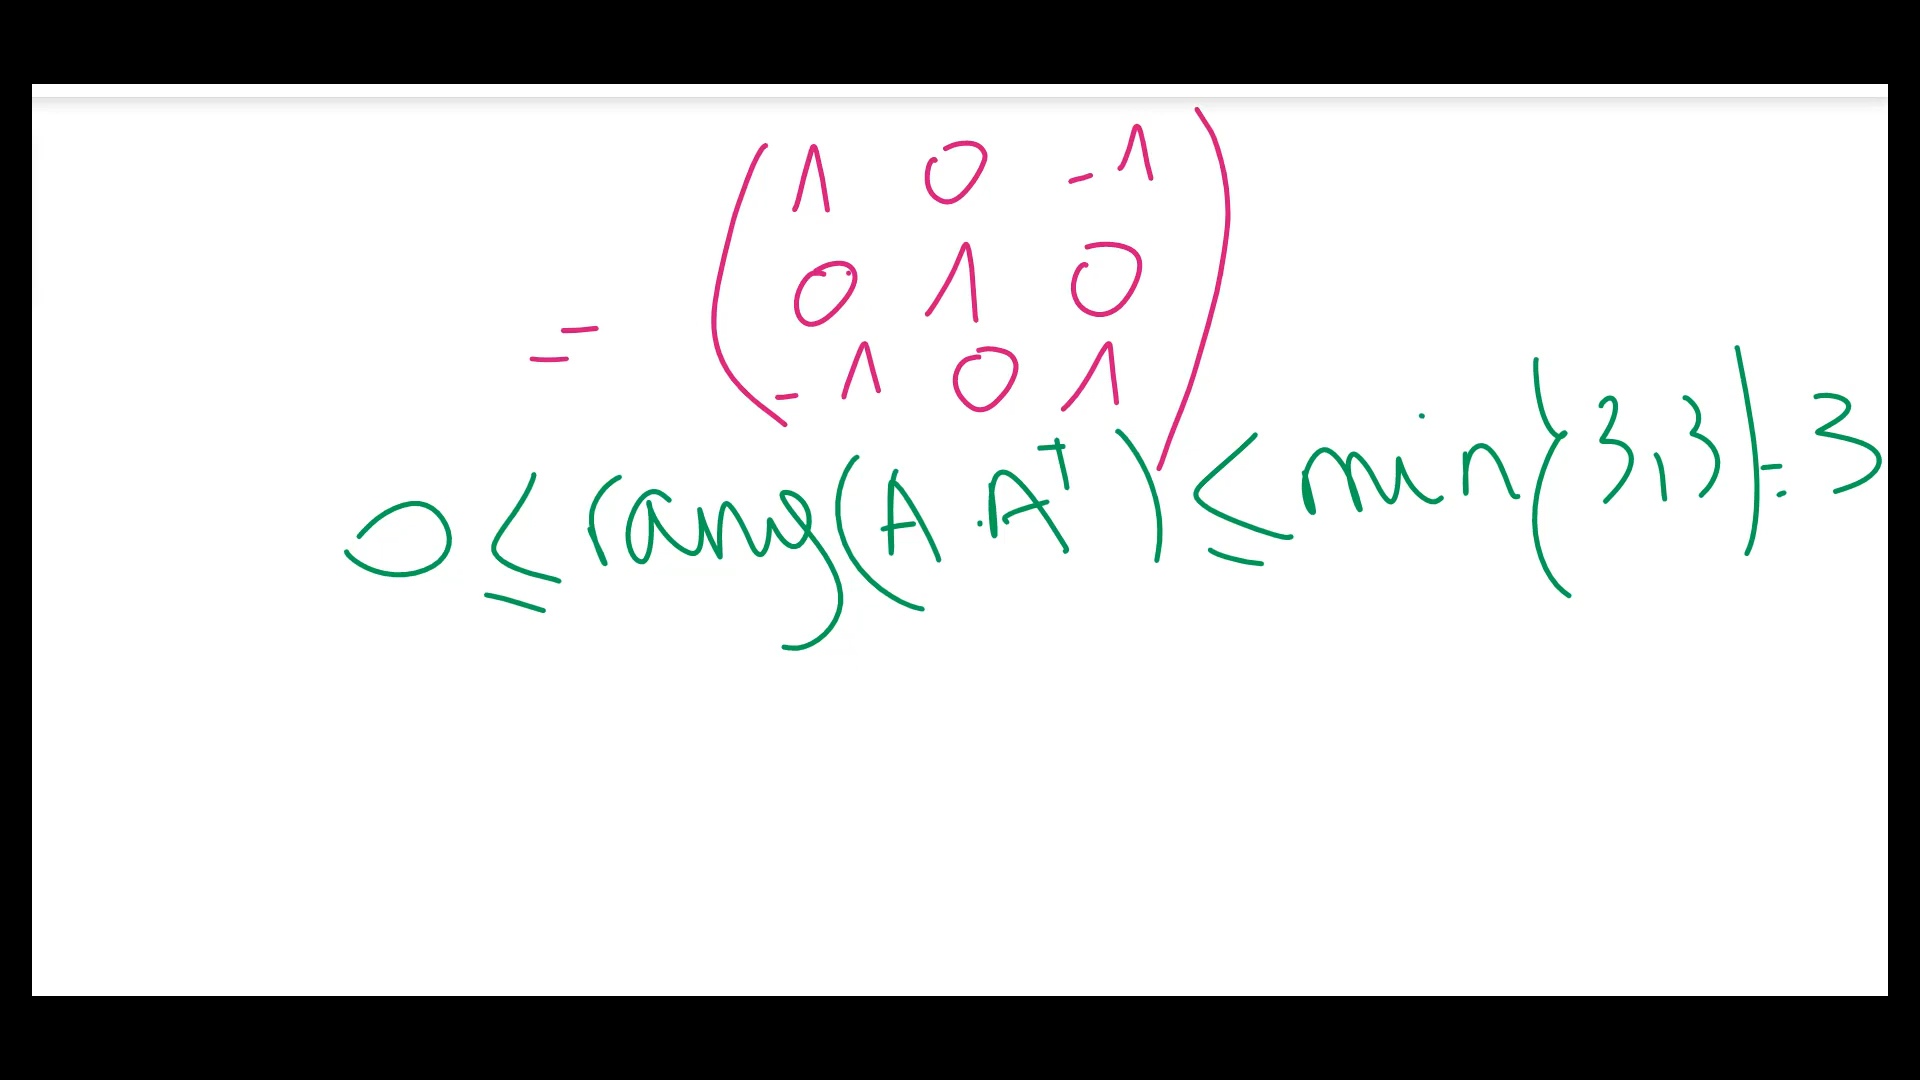 1 0 -1
= 0 1 0
-1 0 1
0 ≤ rang(A.Aᵀ) ≤ min(3,3) = 3